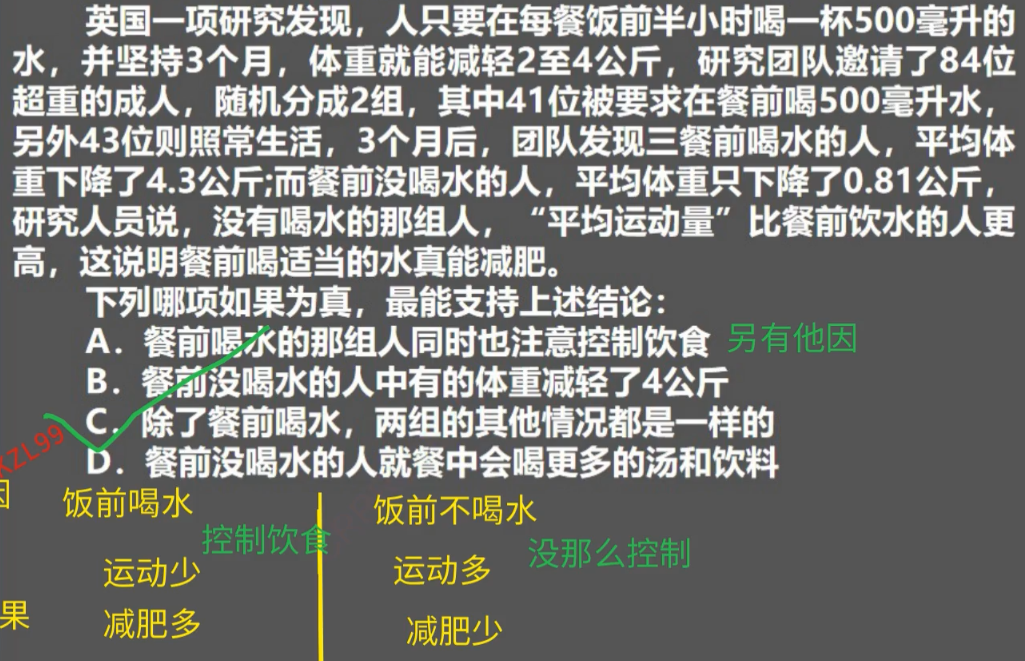 英国一项研究发现，人只要在每餐饭前半小时喝一杯500毫升的
水，并坚持3个月，体重就能减轻2至4公斤，研究团队邀请了84位
超重的成人，随机分成2组，其中41位被要求在餐前喝500毫升水，
另外43位则照常生活，3个月后，团队发现三餐前喝水的人，平均体
重下降了4.3公斤;而餐前没喝水的人，平均体重只下降了0.81公斤，
研究人员说，没有喝水的那组人，“平均运动量”比餐前饮水的人更
高，这说明餐前喝适当的水真能减肥。
下列哪项如果为真，最能支持上述结论：
A．餐前喝水的那组人同时也注意控制饮食 另有他因
B．餐前没喝水的人中有的体重减轻了4公斤
C．除了餐前喝水，两组的其他情况都是一样的
D．餐前没喝水的人就餐中会喝更多的汤和饮料
KZL99
因 饭前喝水 饭前不喝水
控制饮食 没那么控制
运动少 运动多
果 减肥多 减肥少